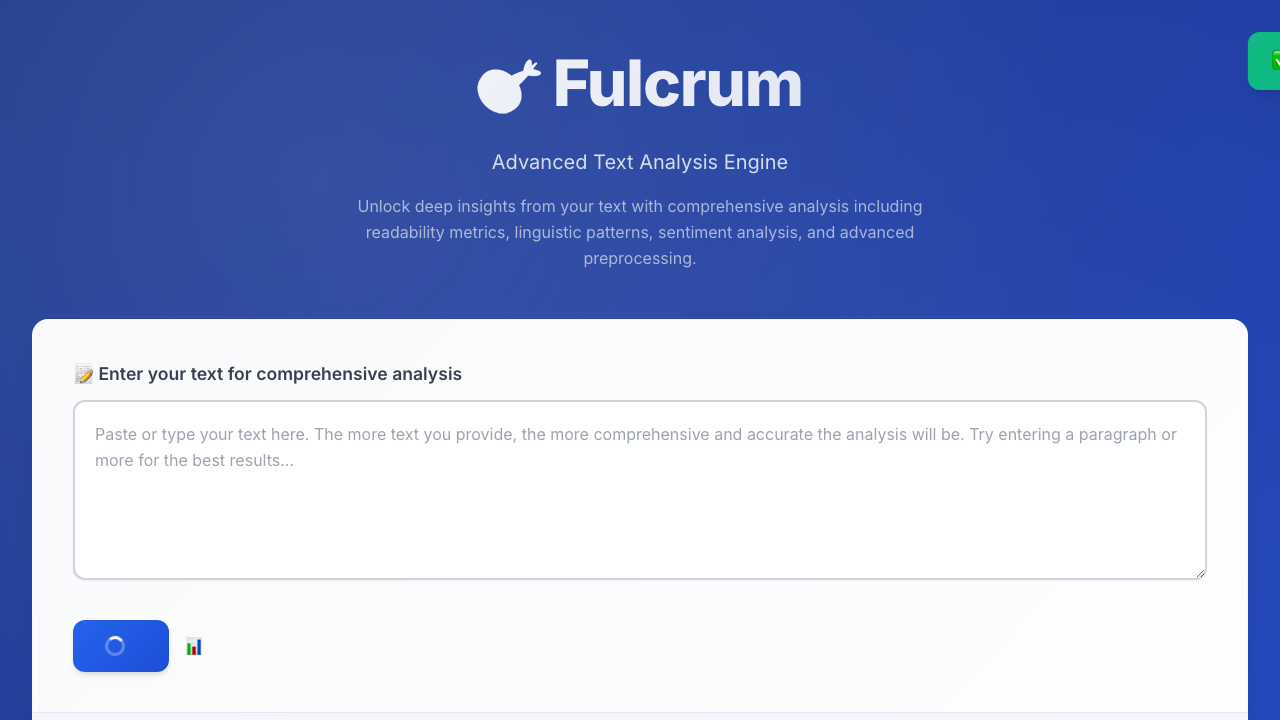 Fulcrum
Advanced Text Analysis Engine
Unlock deep insights from your text with comprehensive analysis including
readability metrics, linguistic patterns, sentiment analysis, and advanced
preprocessing.
Enter your text for comprehensive analysis
Paste or type your text here. The more text you provide, the more comprehensive and accurate the analysis will be. Try entering a paragraph or
more for the best results...